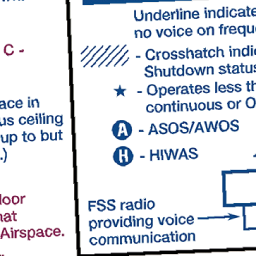 C -
ace in
us ceiling
up to but
.)
loor
hat
Airspace.
Underline indicate
no voice on frequ
- Crosshatch indi
Shutdown status
- Operates less th
continuous or O
A - ASOS/AWOS
H - HIWAS
FSS radio
providing voice
communication